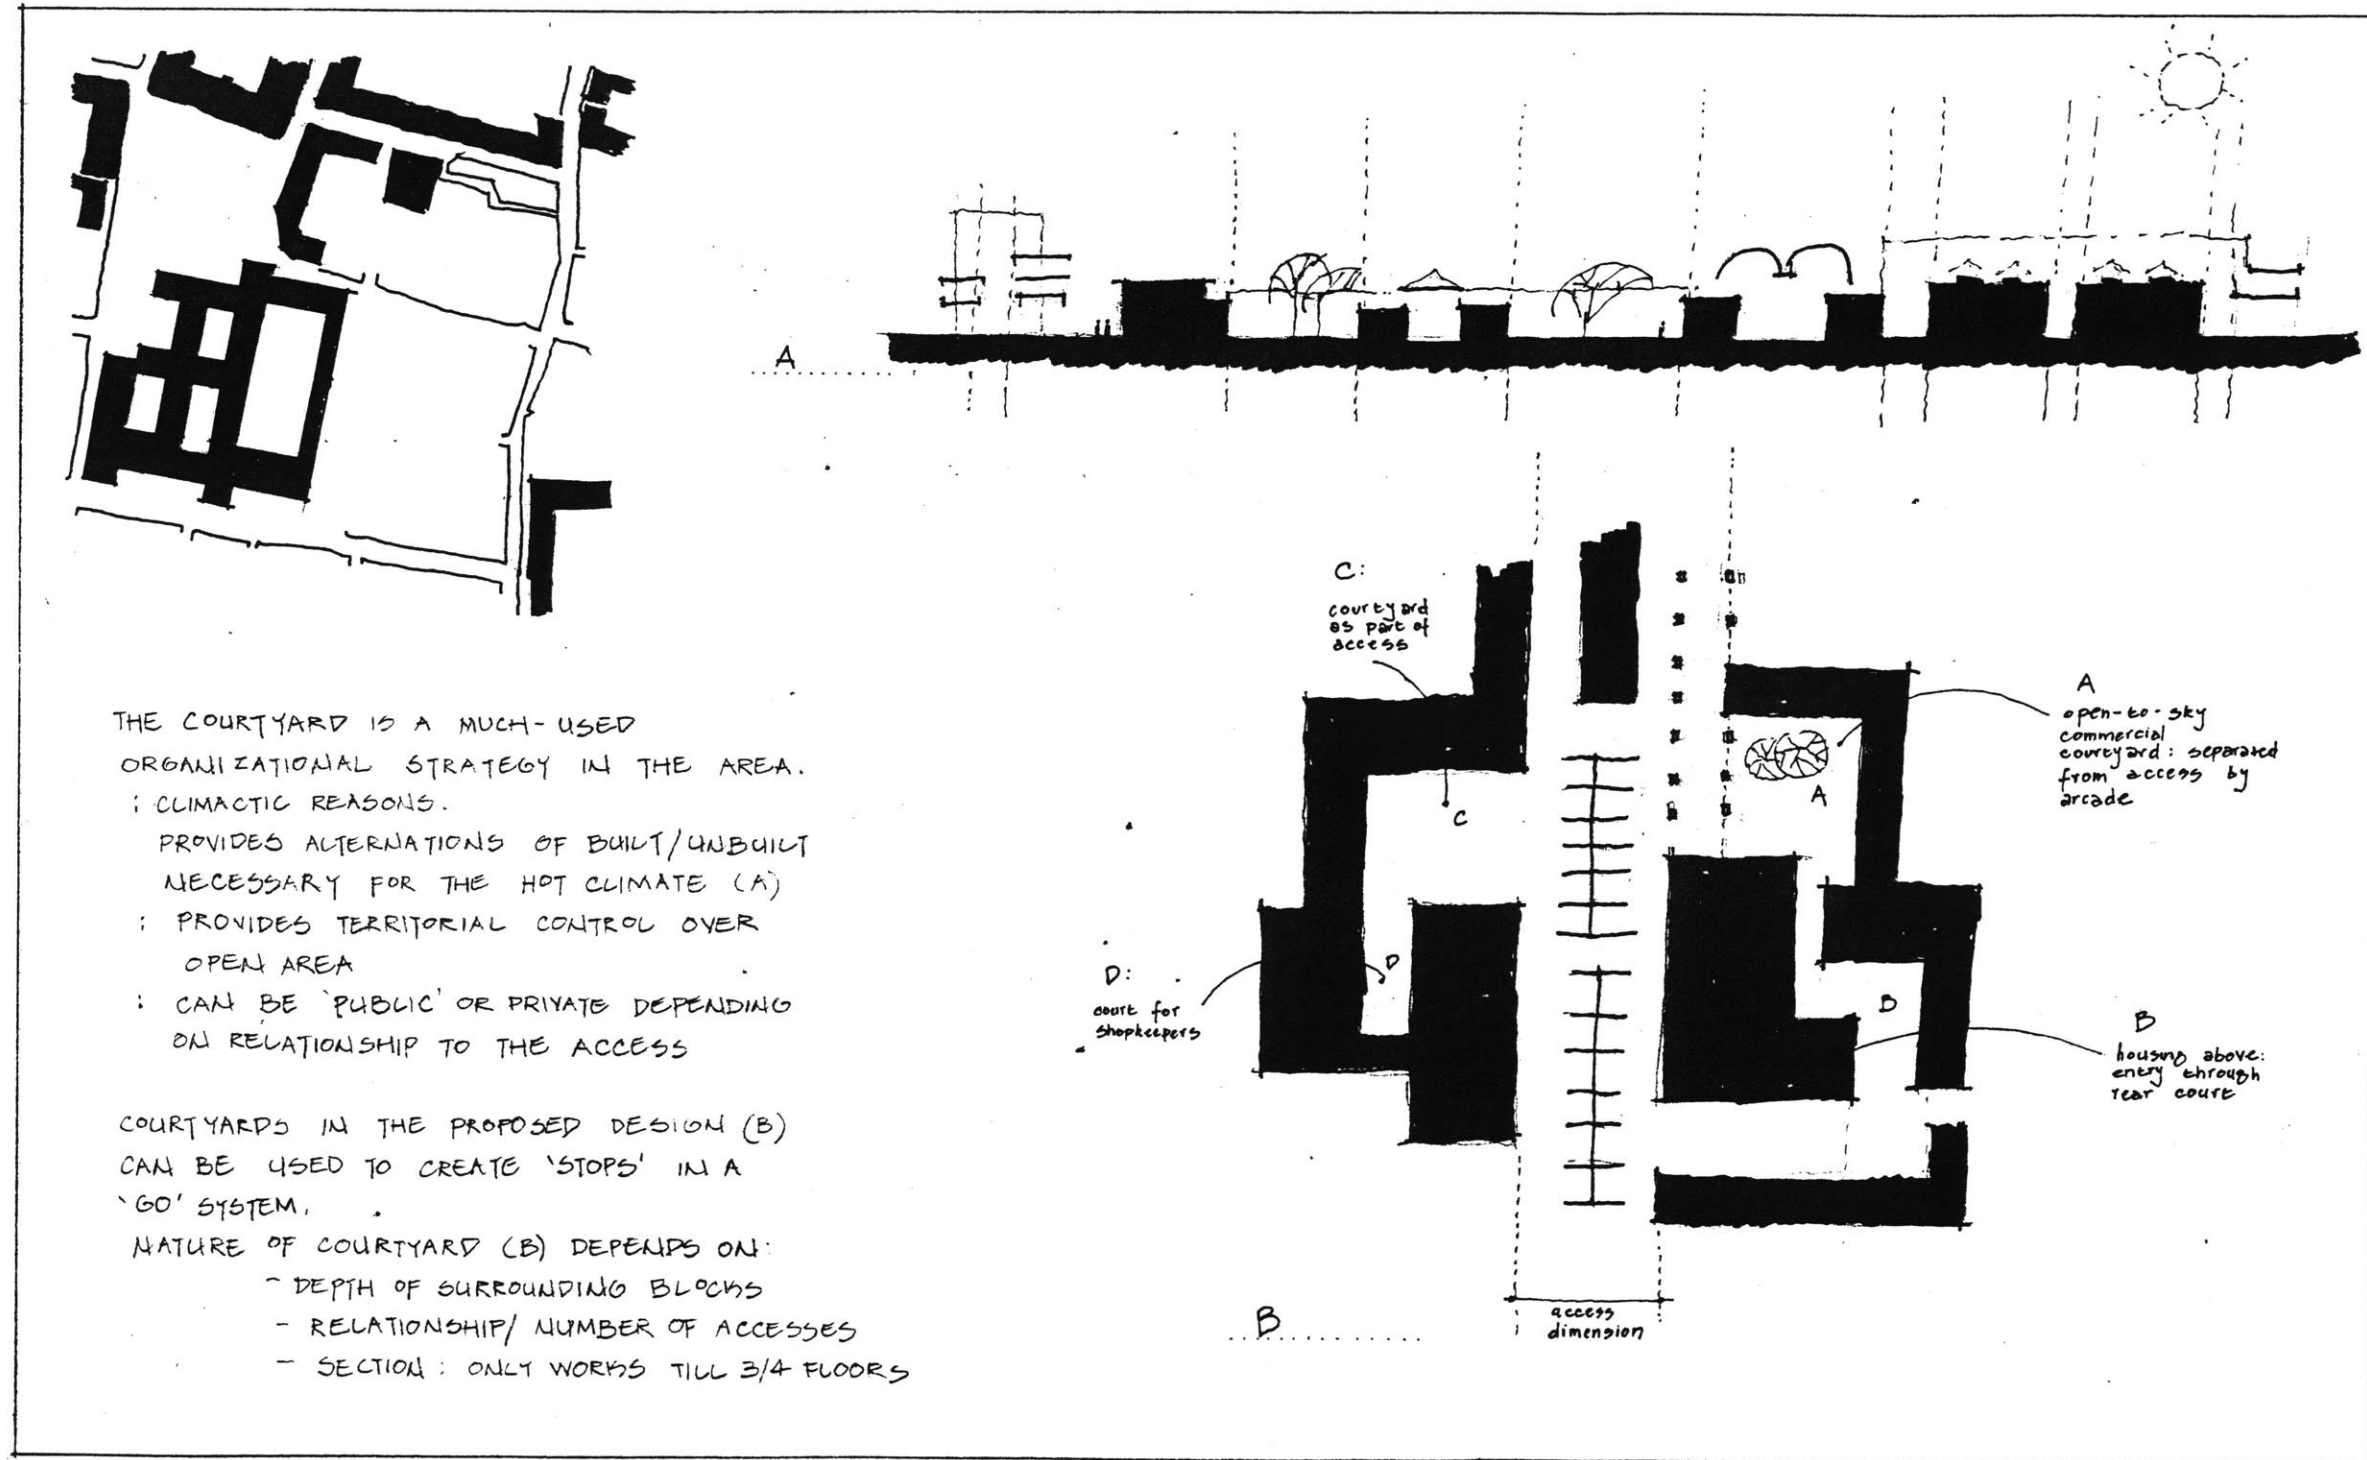 A
THE COURTYARD IS A MUCH-USED
ORGANIZATIONAL STRATEGY IN THE AREA.
: CLIMACTIC REASONS.
PROVIDES ALTERNATIONS OF BUILT/UNBUILT
NECESSARY FOR THE HOT CLIMATE (A)
: PROVIDES TERRITORIAL CONTROL OVER
OPEN AREA
: CAN BE 'PUBLIC' OR PRIVATE DEPENDING
ON RELATIONSHIP TO THE ACCESS
COURTYARDS IN THE PROPOSED DESIGN (B)
CAN BE USED TO CREATE 'STOPS' IN A
'GO' SYSTEM.
NATURE OF COURTYARD (B) DEPENDS ON:
- DEPTH OF SURROUNDING BLOCKS
- RELATIONSHIP/ NUMBER OF ACCESSES
- SECTION: ONLY WORKS TILL 3/4 FLOORS
C:
courtyard
as part of
access
C
D:
court for
shopkeepers
D
A
open-to-sky
commercial
courtyard: separated
from access by
arcade
A
B
B
housing above:
entry through
rear court
access
dimension
B